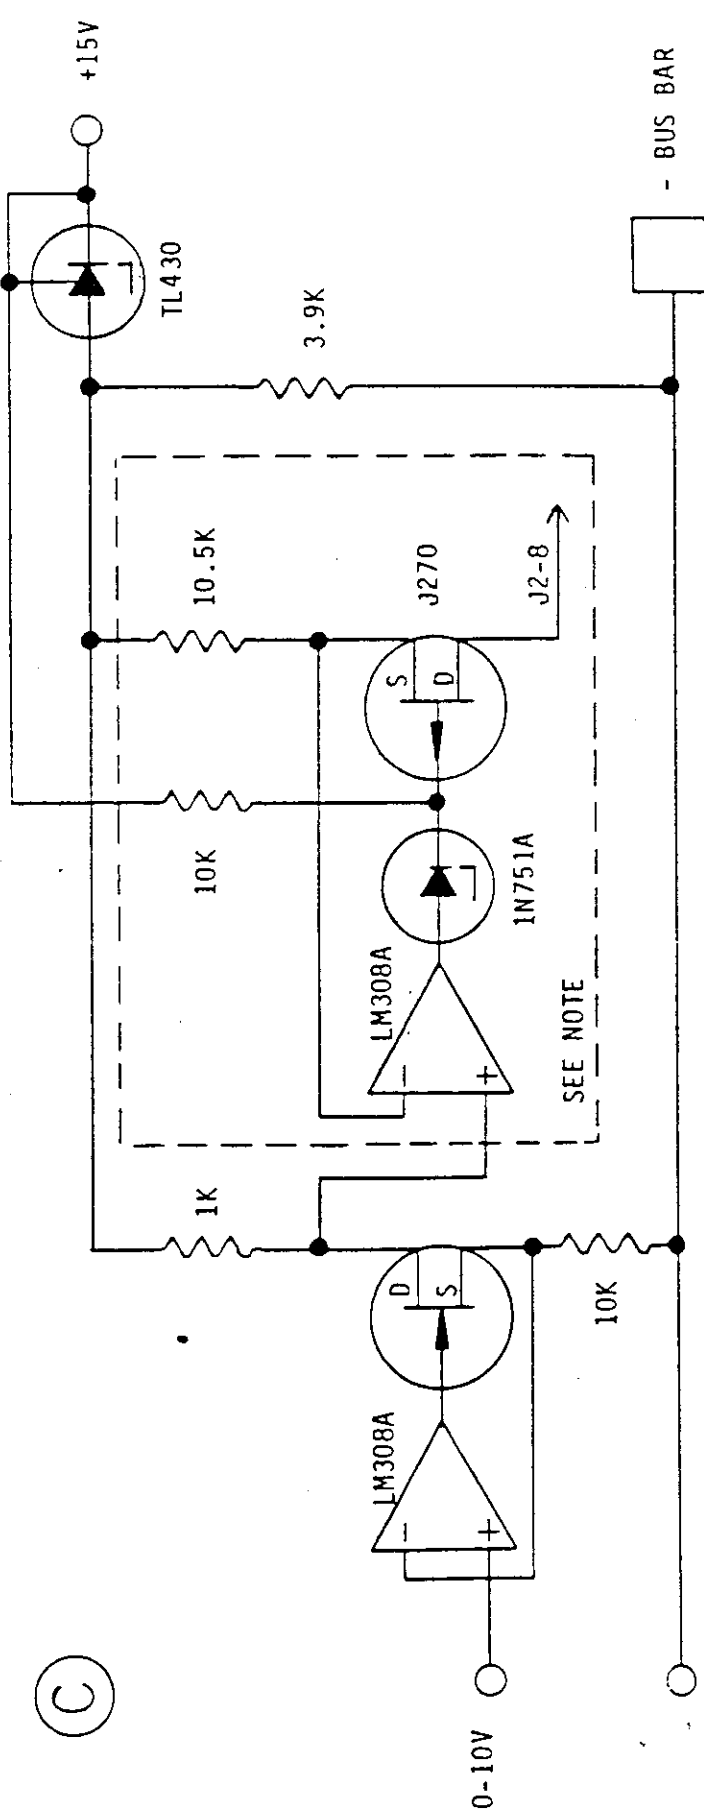 C
+15V
TL430
3.9K
10.5K
10K
1K
S
D
J270
J2-8
1N751A
LM308A
-
+
SEE NOTE
D
S
LM308A
-
+
10K
0-10V
- BUS BAR